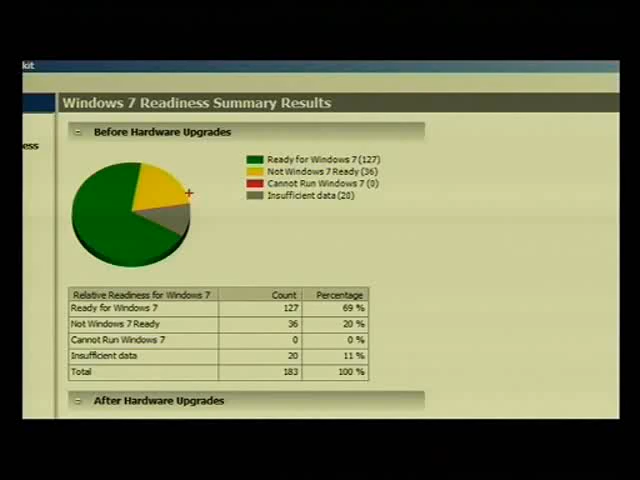 kit
Windows 7 Readiness Summary Results
Before Hardware Upgrades
ess
Ready for Windows 7 (127)
Not Windows 7 Ready (36)
Cannot Run Windows 7 (0)
Insufficient data (20)
Relative Readiness for Windows 7 Count Percentage
Ready for Windows 7 127 69 %
Not Windows 7 Ready 36 20 %
Cannot Run Windows 7 0 0 %
Insufficient data 20 11 %
Total 183 100 %
After Hardware Upgrades